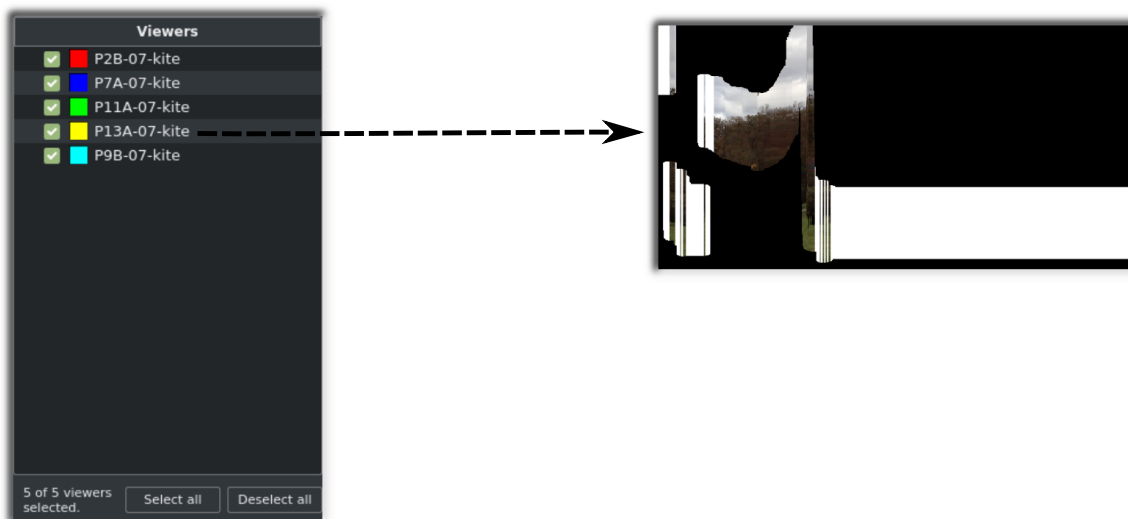 Viewers
P2B-07-kite
P7A-07-kite
P11A-07-kite
P13A-07-kite
P9B-07-kite
5 of 5 viewers
selected.
Select all
Deselect all